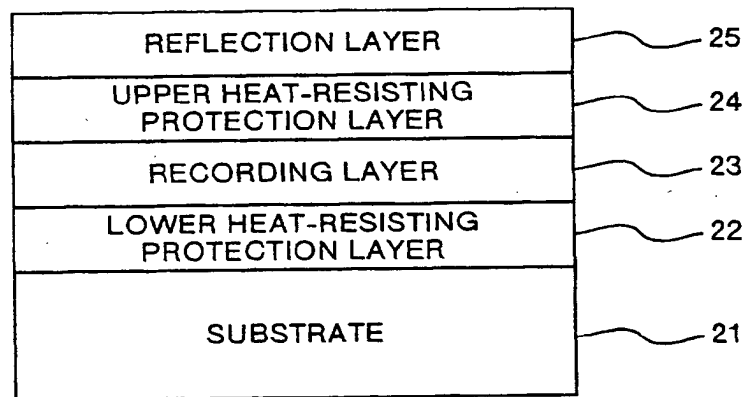 REFLECTION LAYER 25
UPPER HEAT-RESISTING
PROTECTION LAYER 24
RECORDING LAYER 23
LOWER HEAT-RESISTING
PROTECTION LAYER 22
SUBSTRATE 21